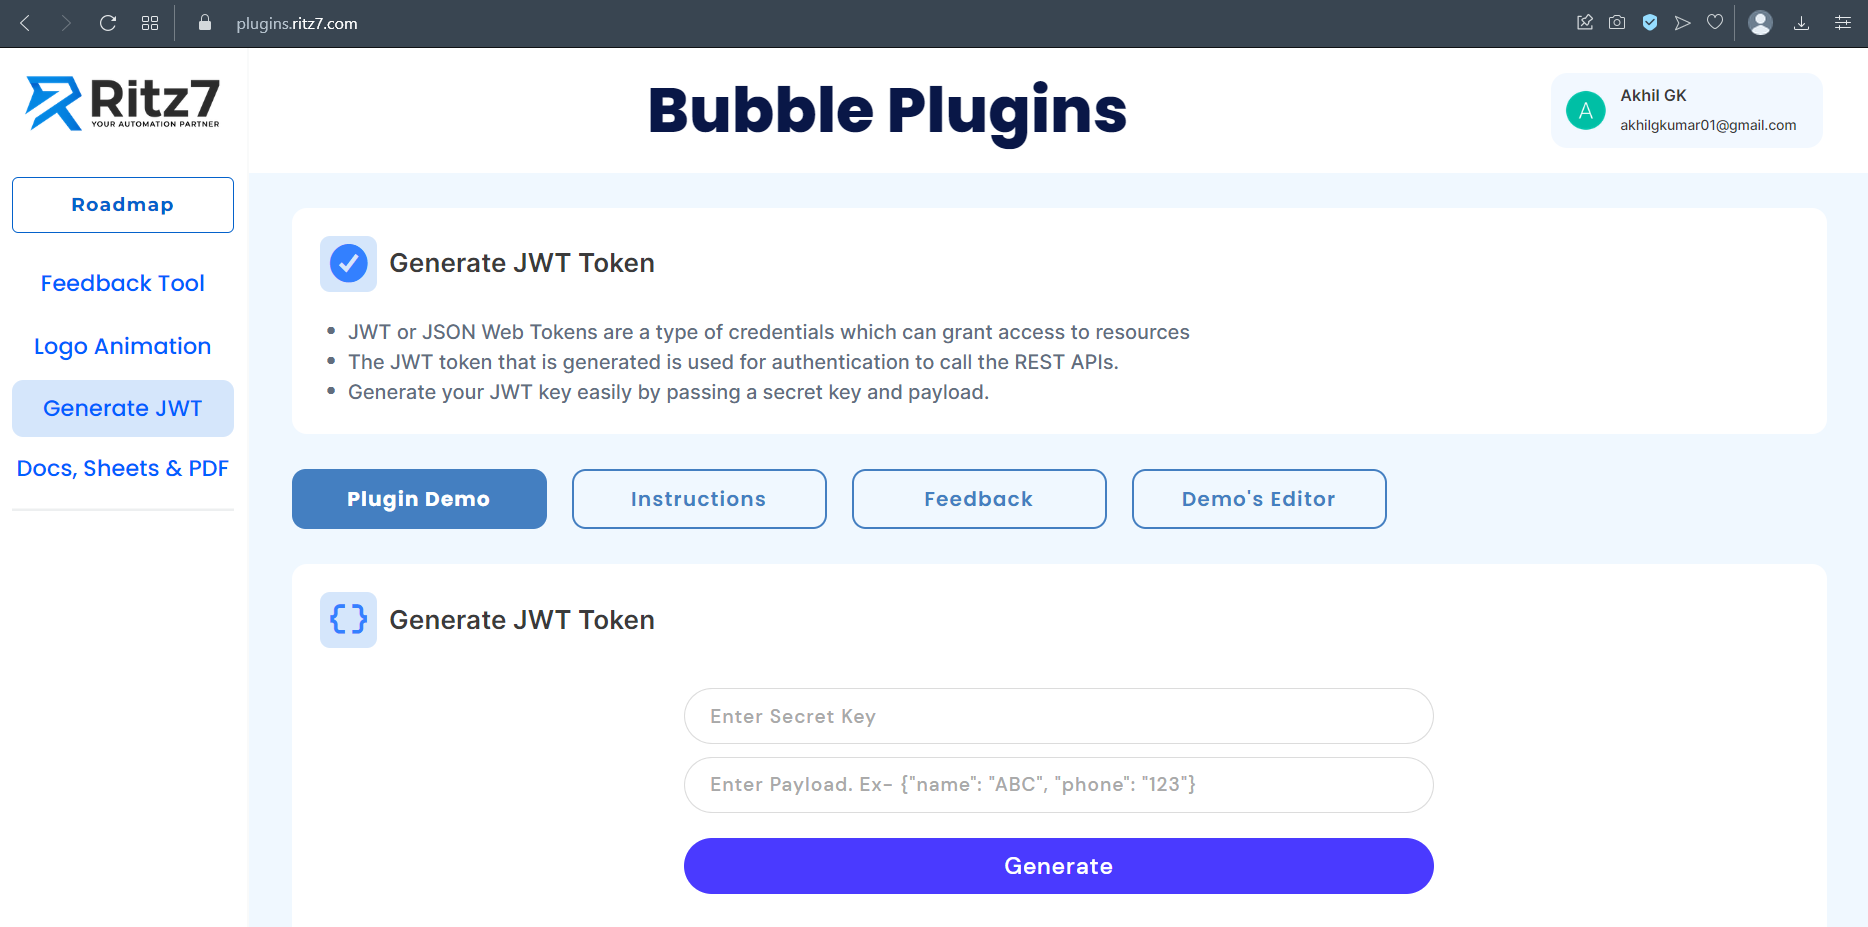 plugins.ritz7.com
Ritz7
YOUR AUTOMATION PARTNER
Bubble Plugins
A
Akhil GK
akhilgkumar01@gmail.com
Roadmap
Feedback Tool
Logo Animation
Generate JWT
Docs, Sheets & PDF
Generate JWT Token
• JWT or JSON Web Tokens are a type of credentials which can grant access to resources
• The JWT token that is generated is used for authentication to call the REST APIs.
• Generate your JWT key easily by passing a secret key and payload.
Plugin Demo
Instructions
Feedback
Demo's Editor
{} Generate JWT Token
Enter Secret Key
Enter Payload. Ex- {"name": "ABC", "phone": "123"}
Generate